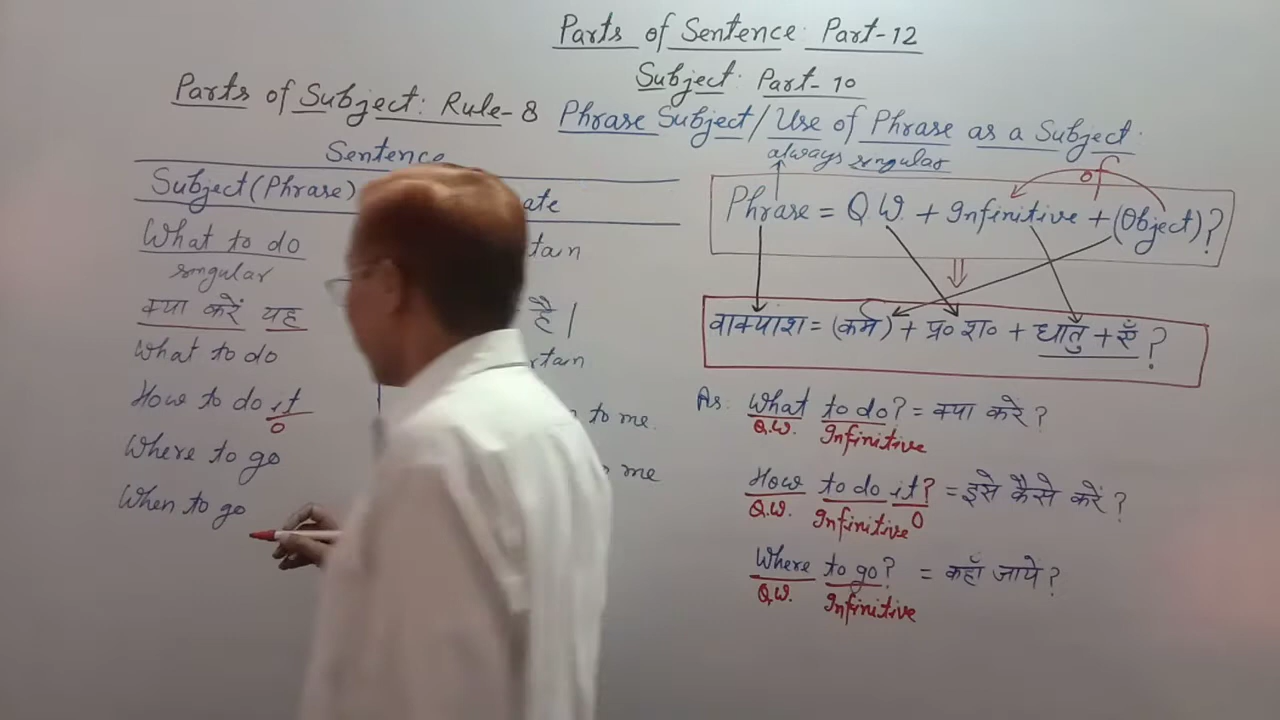 Parts of Sentence: Part-12
Subject: Part-10
Parts of Subject: Rule-8 Phrase Subject / Use of Phrase as a Subject:
always singular
Sentence
Subject (Phrase)
What to do
singular
क्या करें यह है |
What to do
How to do it to me.
O
Where to go me
When to go
of
Phrase = Q.W. + Infinitive + (Object)?
वाक्यांश = (कर्म) + प्र० श० + धातु + एँ ?
As: What to do? = क्या करें ?
Q.W. Infinitive
How to do it? = इसे कैसे करें ?
Q.W. Infinitive O
Where to go? = कहाँ जाये ?
Q.W. Infinitive